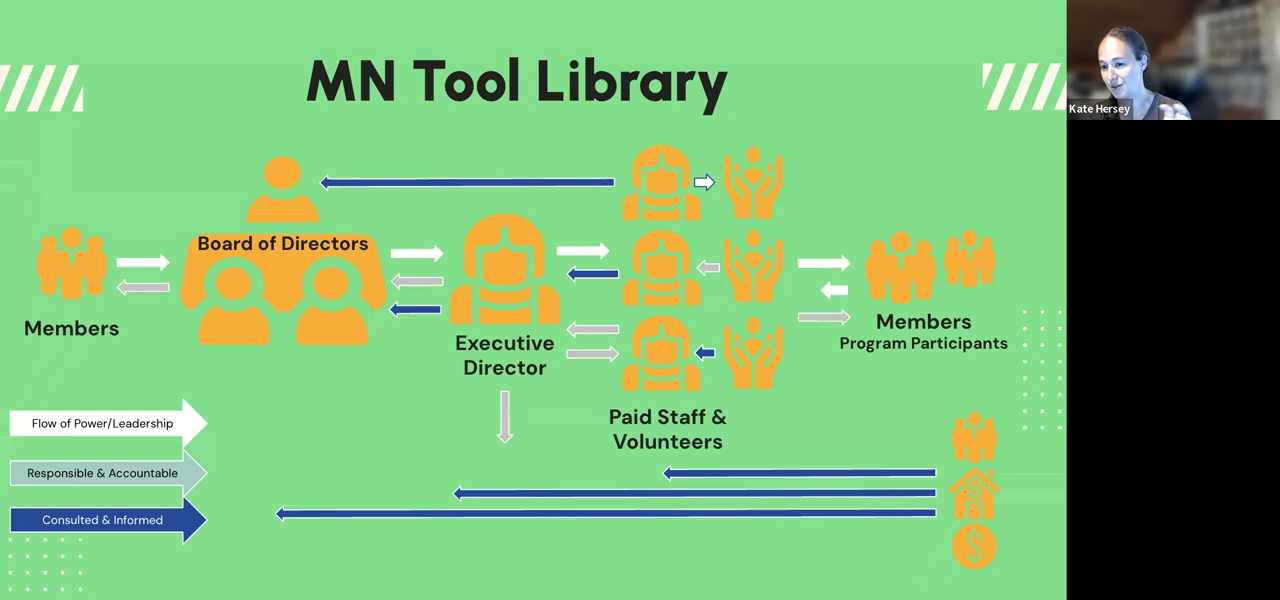 MN Tool Library
Kate Hersey
Board of Directors
Members
Executive
Director
Members
Program Participants
Paid Staff &
Volunteers
Flow of Power/Leadership
Responsible & Accountable
Consulted & Informed
$